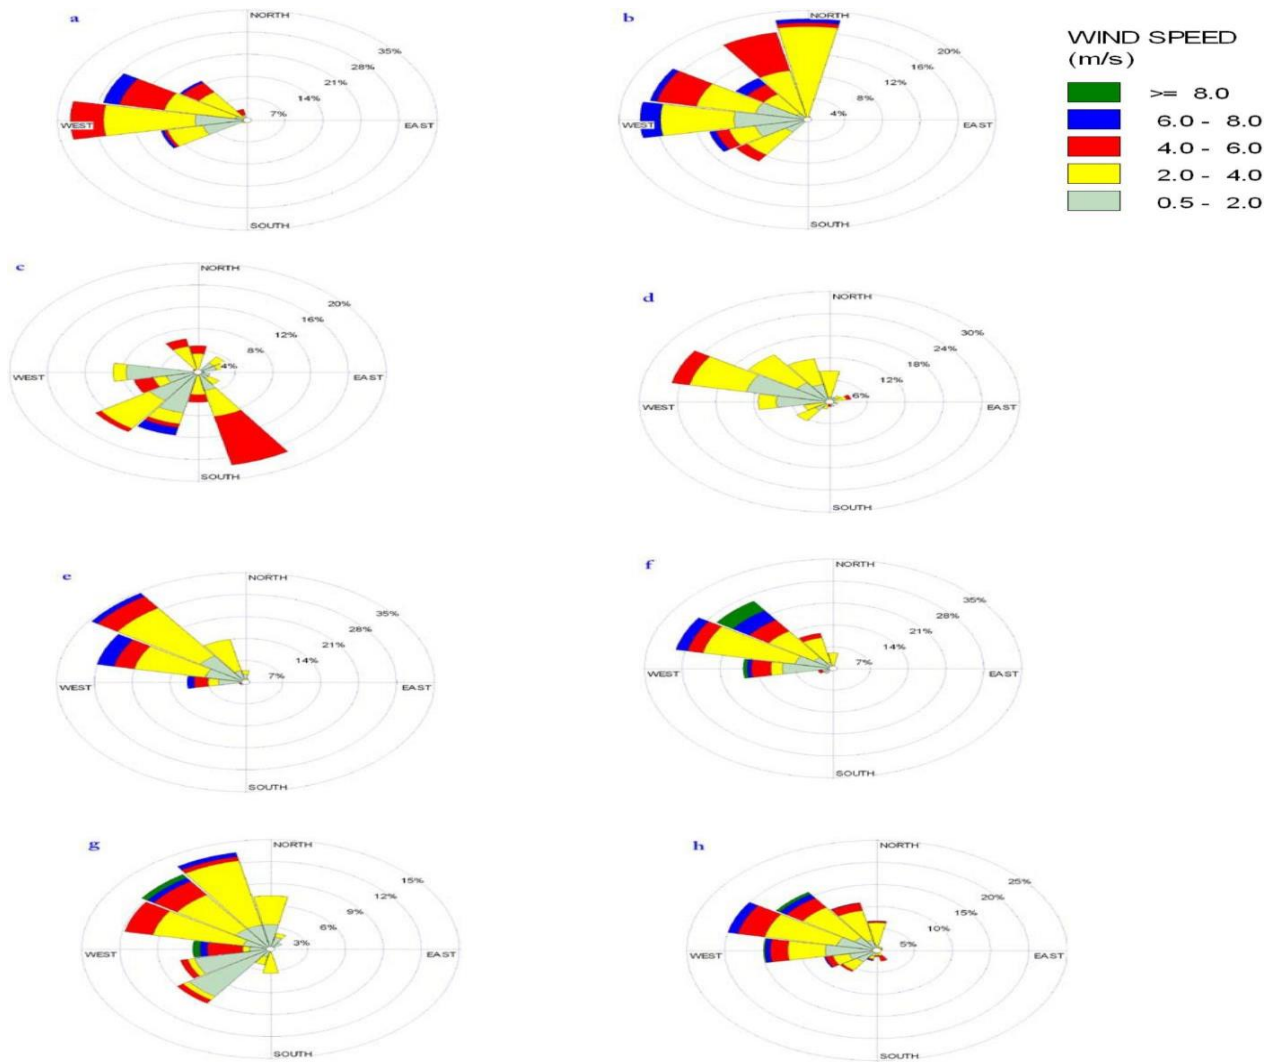 a
NORTH
35%
28%
21%
14%
7%
WEST
EAST
SOUTH
b
NORTH
20%
16%
12%
8%
4%
WEST
EAST
SOUTH
WIND SPEED
(m/s)
>= 8.0
6.0 - 8.0
4.0 - 6.0
2.0 - 4.0
0.5 - 2.0
c
NORTH
20%
16%
12%
8%
4%
WEST
EAST
SOUTH
d
NORTH
30%
24%
18%
12%
6%
WEST
EAST
SOUTH
e
NORTH
35%
28%
21%
14%
7%
WEST
EAST
SOUTH
f
NORTH
35%
28%
21%
14%
7%
WEST
EAST
SOUTH
g
NORTH
15%
12%
9%
6%
3%
WEST
EAST
SOUTH
h
NORTH
25%
20%
15%
10%
5%
WEST
EAST
SOUTH